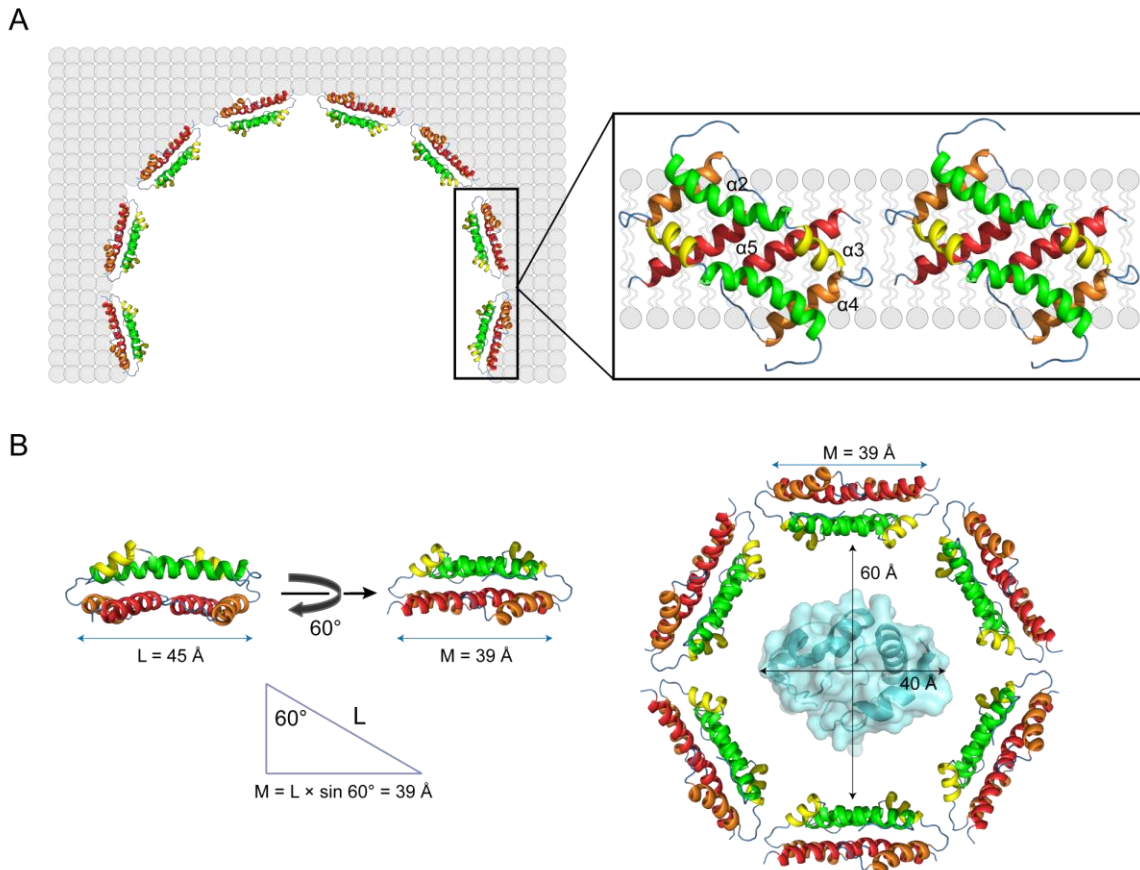 A
α2
α5
α3
α4
B
M = 39 Å
60 Å
40 Å
60°
L = 45 Å
M = 39 Å
60°
L
M = L × sin 60° = 39 Å